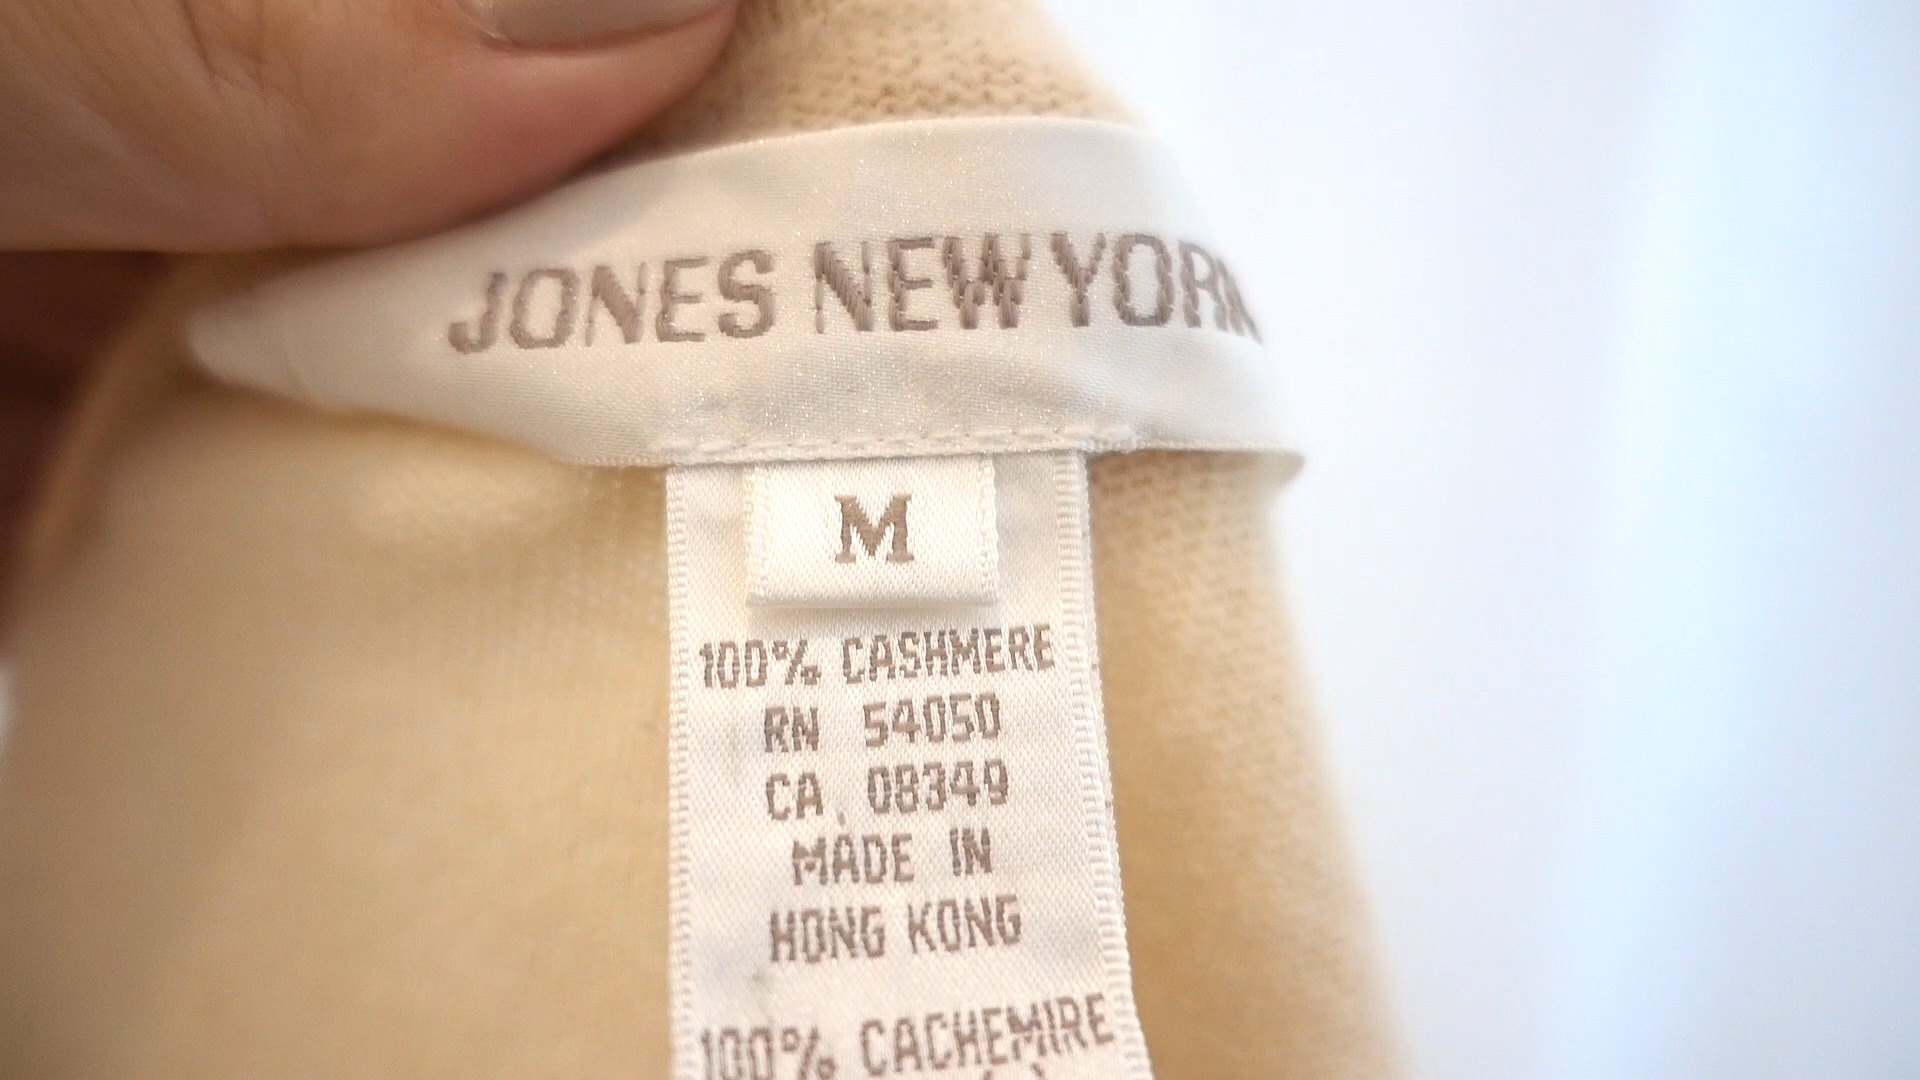 JONES NEW YORK
M
100% CASHMERE
RN 54050
CA. 08349
MADE IN
HONG KONG
100% CACHEMIRE